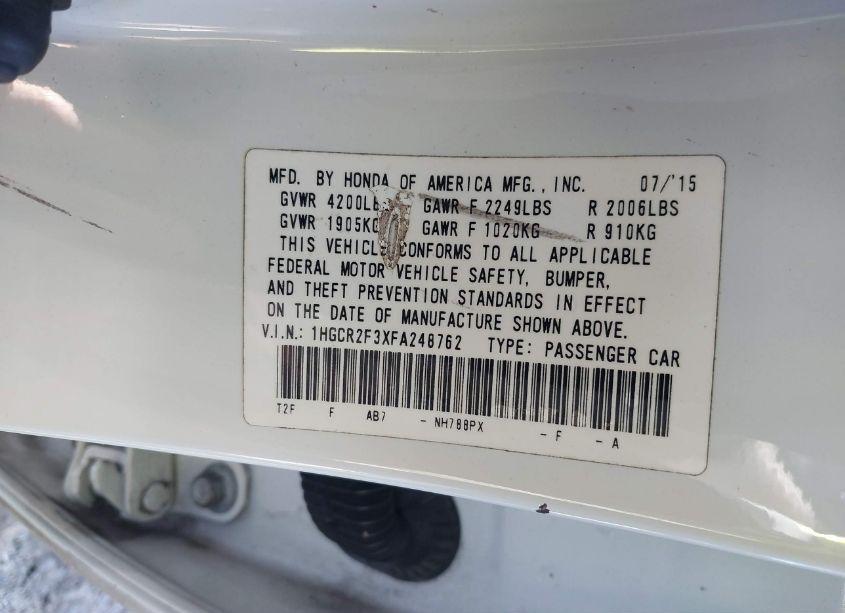 MFD. BY HONDA OF AMERICA MFG., INC. 07/'15
GVWR 4200LB GAWR F 2249LBS R 2006LBS
GVWR 1905KG GAWR F 1020KG R 910KG
THIS VEHICLE CONFORMS TO ALL APPLICABLE
FEDERAL MOTOR VEHICLE SAFETY, BUMPER,
AND THEFT PREVENTION STANDARDS IN EFFECT
ON THE DATE OF MANUFACTURE SHOWN ABOVE.
V.I.N.: 1HGCR2F3XFA248762 TYPE: PASSENGER CAR
T2F F AB7 - NH788PX - F - A